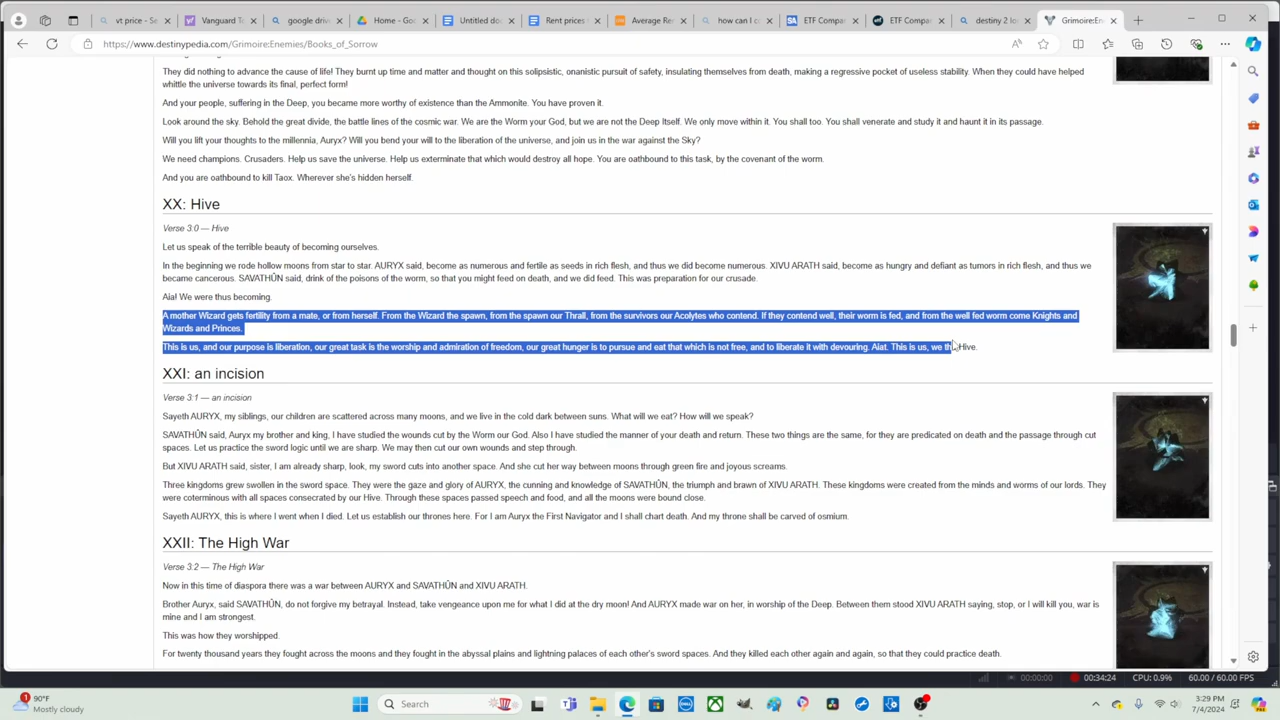 vt price - Se
Vanguard To
google drive
Home - Goo
Untitled doc
Rent prices
Average Ren
how can I co
ETF Compar
ETF Compar
destiny 2 lo
Grimoire:Ene
https://www.destinypedia.com/Grimoire:Enemies/Books_of_Sorrow
They did nothing to advance the cause of life! They burnt up time and matter and thought on this solipsistic, onanistic pursuit of safety, insulating themselves from death, making a regressive pocket of useless stability. When they could have helped
whittle the universe towards its final, perfect form!
And your people, suffering in the Deep, you became more worthy of existence than the Ammonite. You have proven it.
Look around the sky. Behold the great divide, the battle lines of the cosmic war. We are the Worm your God, but we are not the Deep Itself. We only move within it. You shall too. You shall venerate and study it and haunt it in its passage.
Will you lift your thoughts to the millennia, Auryx? Will you bend your will to the liberation of the universe, and join us in the war against the Sky?
We need champions. Crusaders. Help us save the universe. Help us exterminate that which would destroy all hope. You are oathbound to this task, by the covenant of the worm.
And you are oathbound to kill Taox. Wherever she's hidden herself.
XX: Hive
Verse 3:0 — Hive
Let us speak of the terrible beauty of becoming ourselves.
In the beginning we rode hollow moons from star to star. AURYX said, become as numerous and fertile as seeds in rich flesh, and thus we did become numerous. XIVU ARATH said, become as hungry and defiant as tumors in rich flesh, and thus we
became cancerous. SAVATHÛN said, drink of the poisons of the worm, so that you might feed on death, and we did feed. This was preparation for our crusade.
Aia! We were thus becoming.
A mother Wizard gets fertility from a mate, or from herself. From the Wizard the spawn, from the spawn our Thrall, from the survivors our Acolytes who contend. If they contend well, their worm is fed, and from the well fed worm come Knights and
Wizards and Princes.
This is us, and our purpose is liberation, our great task is the worship and admiration of freedom, our great hunger is to pursue and eat that which is not free, and to liberate it with devouring. Aiat. This is us, we th Hive.
XXI: an incision
Verse 3:1 — an incision
Sayeth AURYX, my siblings, our children are scattered across many moons, and we live in the cold dark between suns. What will we eat? How will we speak?
SAVATHÛN said, Auryx my brother and king, I have studied the wounds cut by the Worm our God. Also I have studied the manner of your death and return. These two things are the same, for they are predicated on death and the passage through cut
spaces. Let us practice the sword logic until we are sharp. We may then cut our own wounds and step through.
But XIVU ARATH said, sister, I am already sharp, look, my sword cuts into another space. And she cut her way between moons through green fire and joyous screams.
Three kingdoms grew swollen in the sword space. They were the gaze and glory of AURYX, the cunning and knowledge of SAVATHÛN, the triumph and brawn of XIVU ARATH. These kingdoms were created from the minds and worms of our lords. They
were coterminous with all spaces consecrated by our Hive. Through these spaces passed speech and food, and all the moons were bound close.
Sayeth AURYX, this is where I went when I died. Let us establish our thrones here. For I am Auryx the First Navigator and I shall chart death. And my throne shall be carved of osmium.
XXII: The High War
Verse 3:2 — The High War
Now in this time of diaspora there was a war between AURYX and SAVATHÛN and XIVU ARATH.
Brother Auryx, said SAVATHÛN, do not forgive my betrayal. Instead, take vengeance upon me for what I did at the dry moon! And AURYX made war on her, in worship of the Deep. Between them stood XIVU ARATH saying, stop, or I will kill you, war is
mine and I am strongest.
This was how they worshipped.
For twenty thousand years they fought across the moons and they fought in the abyssal plains and lightning palaces of each other's sword spaces. And they killed each other again and again, so that they could practice death.
00:00:00
00:34:24
CPU: 0.9%
60.00 / 60.00 FPS
1
90°F
Mostly cloudy
Search
3:29 PM
7/4/2024